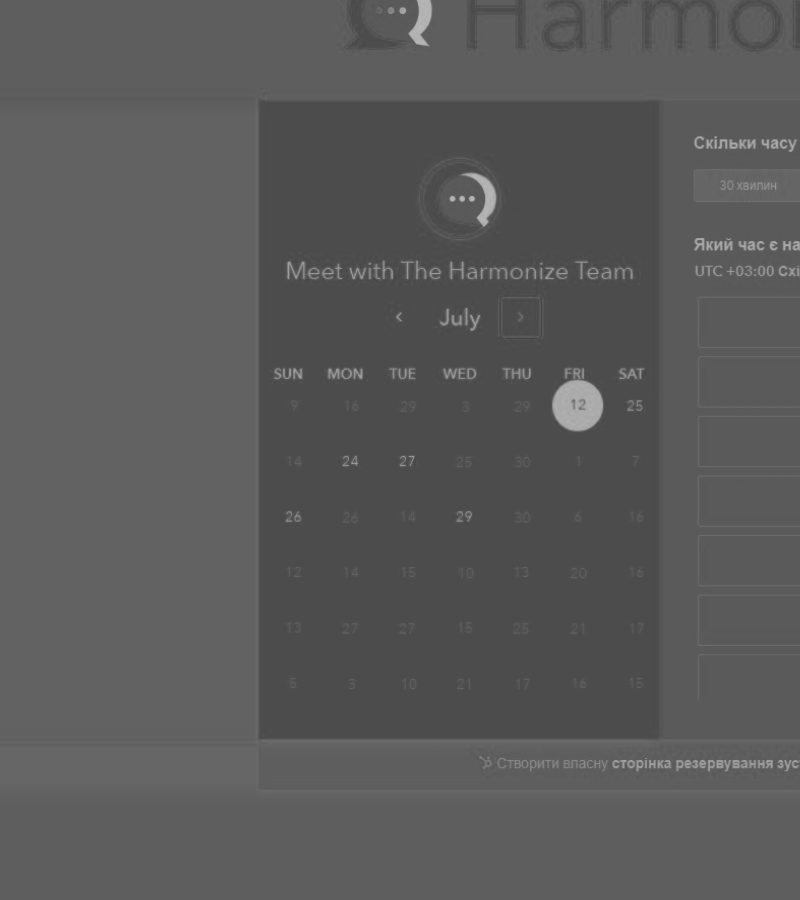 Harmon
Meet with The Harmonize Team
‹ July ›
SUN MON TUE WED THU FRI SAT
9 16 29 3 29 12 25
14 24 27 25 30 1 7
26 26 14 29 30 6 16
12 14 15 10 13 20 16
13 27 27 15 25 21 17
5 3 10 21 17 16 15
Скільки часу
30 хвилин
Який час є на
UTC +03:00 Схі
Створити власну сторінка резервування зус